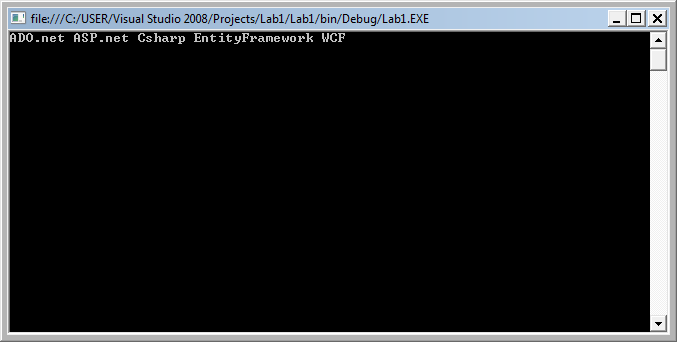 file:///C:/USER/Visual Studio 2008/Projects/Lab1/Lab1/bin/Debug/Lab1.EXE
ADO.net ASP.net Csharp EntityFramework WCF